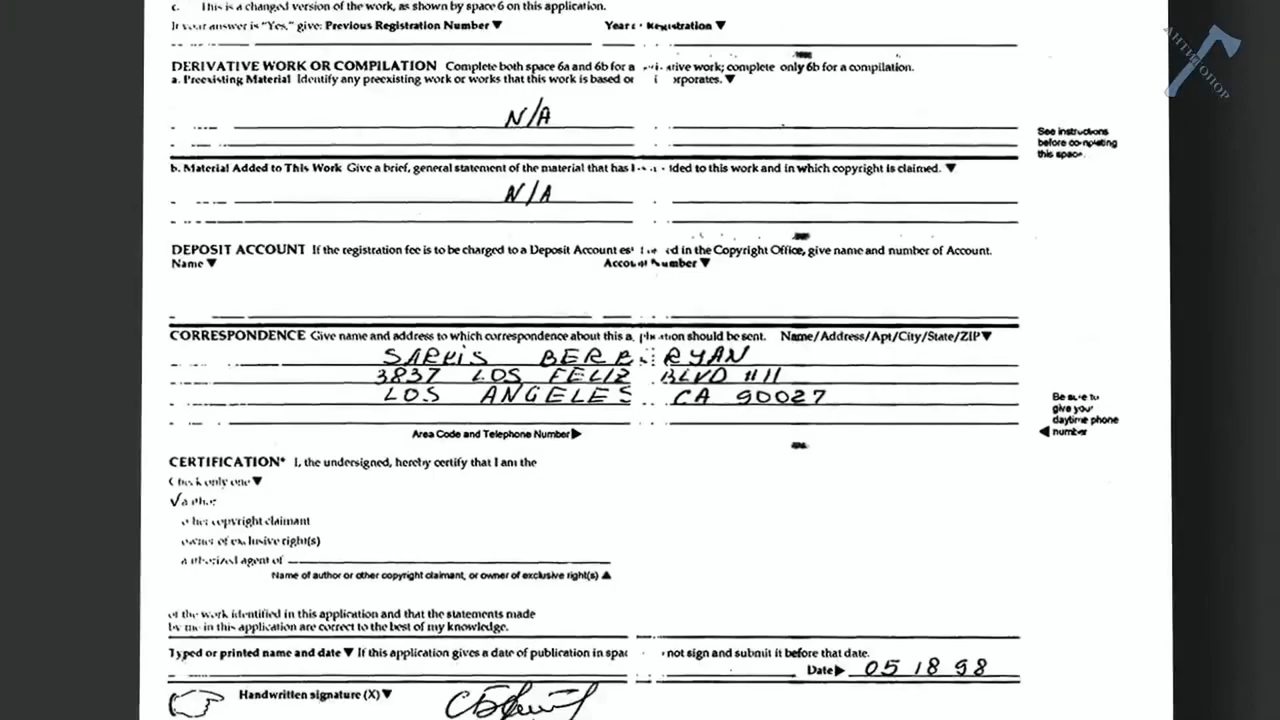 c. This is a changed version of the work, as shown by space 6 on this application.
If your answer is "Yes," give: Previous Registration Number ▼ Year of Registration ▼
DERIVATIVE WORK OR COMPILATION Complete both space 6a and 6b for a derivative work; complete only 6b for a compilation.
a. Preexisting Material Identify any preexisting work or works that this work is based or incorporates. ▼
N/A
See instructions
before completing
this space.
b. Material Added to This Work Give a brief, general statement of the material that has added to this work and in which copyright is claimed. ▼
N/A
DEPOSIT ACCOUNT If the registration fee is to be charged to a Deposit Account in the Copyright Office, give name and number of Account.
Name ▼ Account Number ▼
CORRESPONDENCE Give name and address to which correspondence about this application should be sent. Name/Address/Apt/City/State/ZIP ▼
SARKIS
3837 LOS FELIZ BLVD #11
LOS ANGELES CA 90027
Be sure to
give your
daytime phone
◀ number
Area Code and Telephone Number ▶
CERTIFICATION* I, the undersigned, hereby certify that I am the
Check only one ▼
✓ author
other copyright claimant
owner of exclusive right(s)
authorized agent of
Name of author or other copyright claimant, or owner of exclusive right(s) ▲
of the work identified in this application and that the statements made
by me in this application are correct to the best of my knowledge.
Typed or printed name and date ▼ If this application gives a date of publication in spac not sign and submit it before that date.
Date ▶ 05 18 98
Handwritten signature (X) ▼
АНТИТОПОР